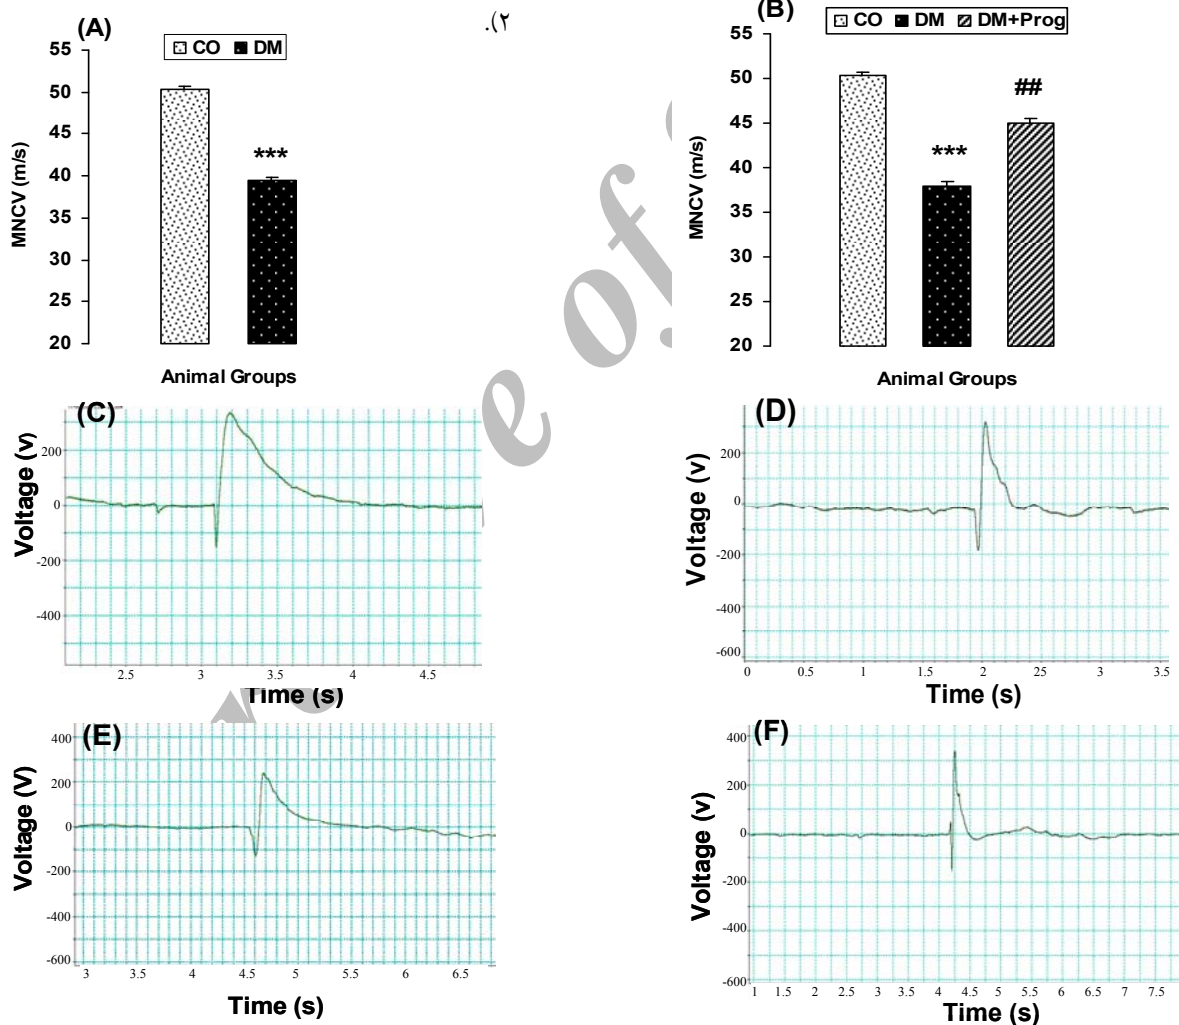 (A)
CO DM
55
50
45
40
35
30
25
20
MNCV (m/s)
***
Animal Groups
.(۲
(B)
CO DM DM+Prog
55
50
45
40
35
30
25
20
MNCV (m/s)
***
##
Animal Groups
e of
(C)
Voltage (v)
200
0
-200
-400
2.5 3 3.5 4 4.5
Time (s)
(D)
Voltage (v)
200
0
-200
-400
-600
0 0.5 1 1.5 2 25 3 3.5
Time (s)
(E)
Voltage (V)
400
200
0
-200
-400
-600
3 3.5 4 4.5 5 5.5 6 6.5
Time (s)
(F)
Voltage (v)
400
200
0
-200
-400
-600
1 1.5 2 2.5 3 3.5 4 4.5 5 5.5 6 6.5 7 7.5
Time (s)